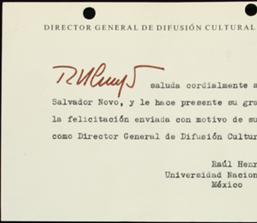 DIRECTOR GENERAL DE DIFUSIÓN CULTURAL
saluda cordialmente a
Salvador Novo, y le hace presente su gra
la felicitación enviada con motivo de su
como Director General de Difusión Cultur
Raúl Henr
Universidad Nacion
México